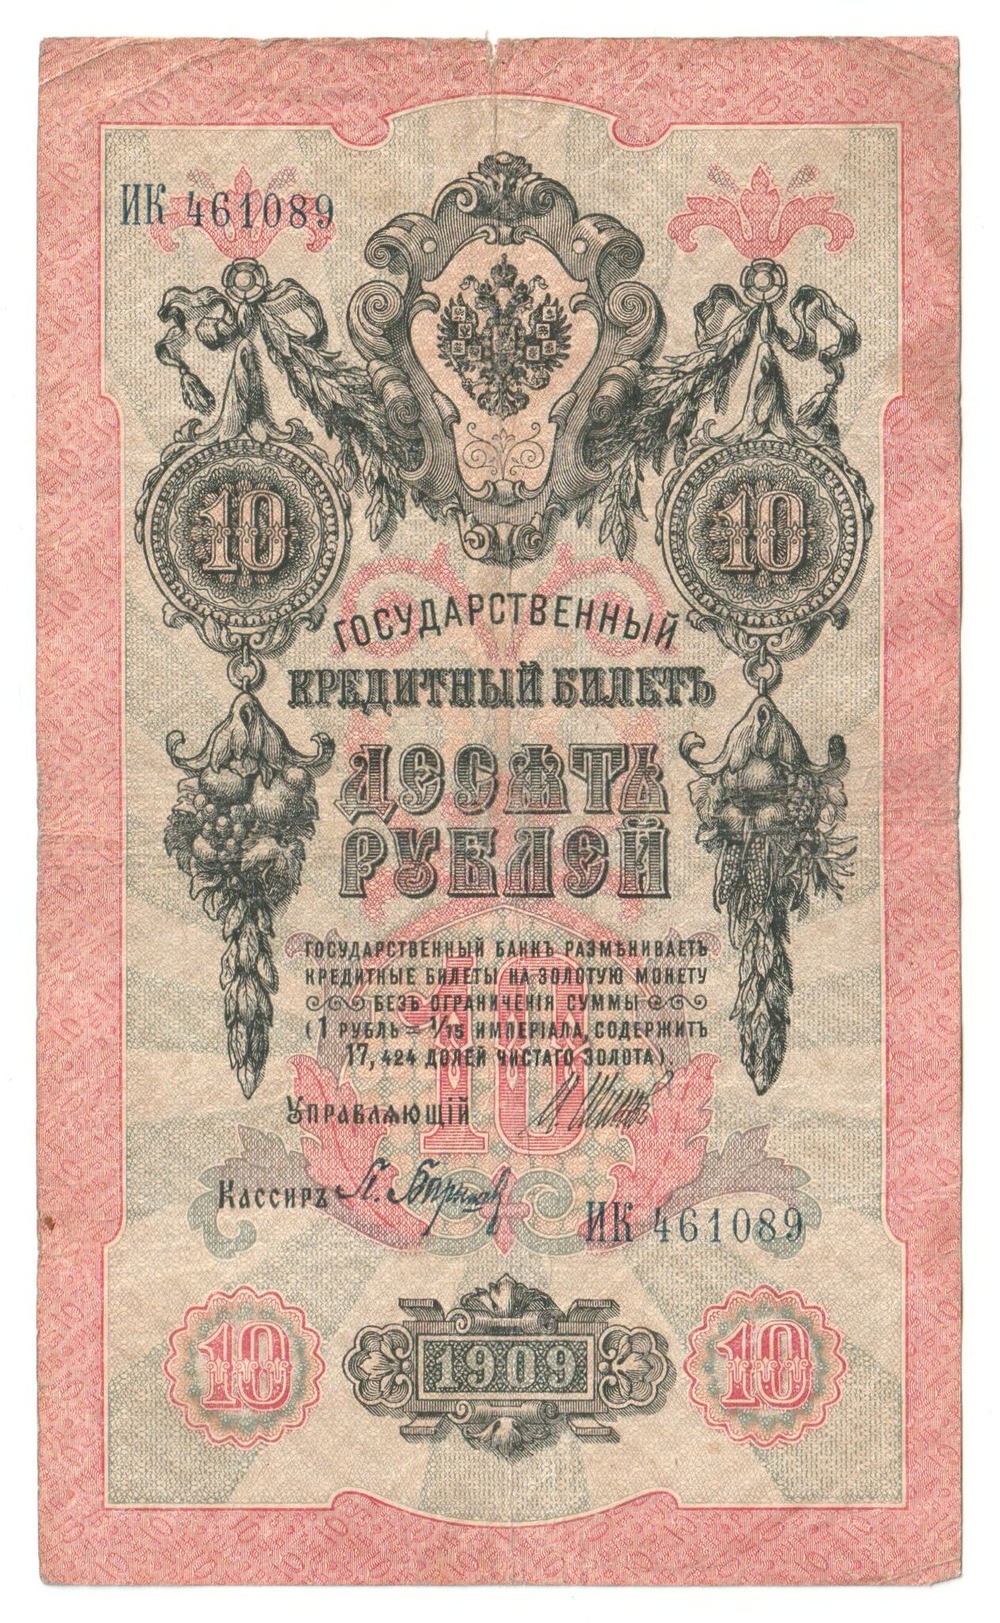 ИК 461089
10 10
ГОСУДАРСТВЕННЫЙ
КРЕДИТНЫЙ БИЛЕТЪ
ДЕСЯТЬ
РУБЛЕЙ
10
ГОСУДАРСТВЕННЫЙ БАНКЪ РАЗМѢНИВАЕТЪ
КРЕДИТНЫЕ БИЛЕТЫ НА ЗОЛОТУЮ МОНЕТУ
БЕЗЪ ОГРАНИЧЕНІЯ СУММЫ
(1 РУБЛЬ = 1/15 ИМПЕРІАЛА, СОДЕРЖИТЪ
17,424 ДОЛЕЙ ЧИСТАГО ЗОЛОТА).
УПРАВЛЯЮЩІЙ
КАССИРЪ
ИК 461089
10 1909 10